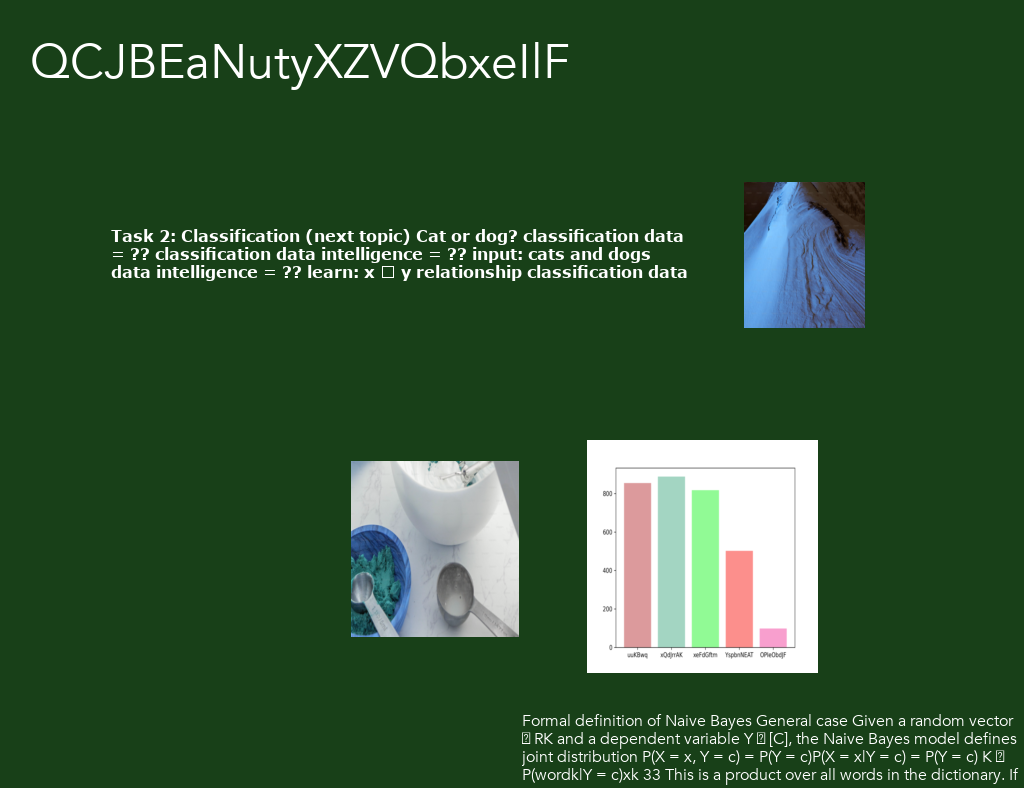 QCJBEaNutyXZVQbxeIlF
Task 2: Classification (next topic) Cat or dog? classification data
= ?? classification data intelligence = ?? input: cats and dogs
data intelligence = ?? learn: x □ y relationship classification data
800
600
400
200
0
uuKBwq xQdJrrAK xeFdGftm YspbnNEAT OPleObdJF
Formal definition of Naive Bayes General case Given a random vector
⍰ RK and a dependent variable Y ⍰ [C], the Naive Bayes model defines
joint distribution P(X = x, Y = c) = P(Y = c)P(X = x|Y = c) = P(Y = c) K ⍰
P(wordk|Y = c)xk 33 This is a product over all words in the dictionary. If